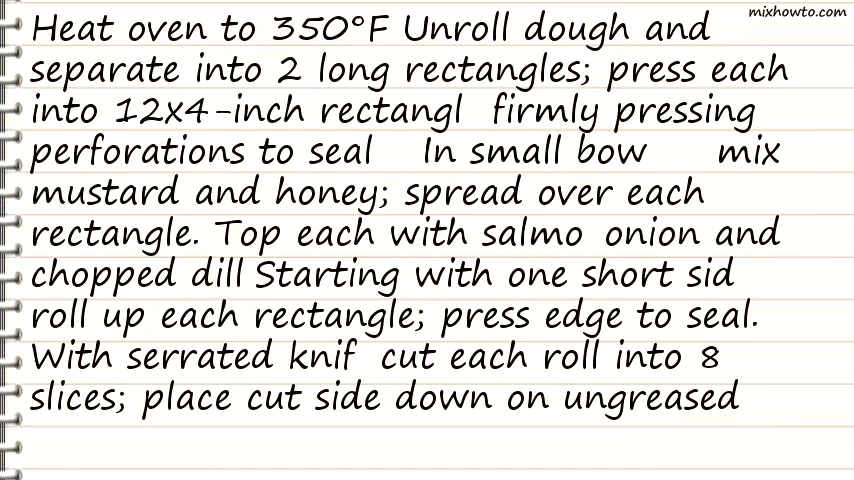 mixhowto.com
Heat oven to 350°F Unroll dough and
separate into 2 long rectangles; press each
into 12x4-inch rectangl firmly pressing
perforations to seal In small bow mix
mustard and honey; spread over each
rectangle. Top each with salmo onion and
chopped dill Starting with one short sid
roll up each rectangle; press edge to seal.
With serrated knif cut each roll into 8
slices; place cut side down on ungreased